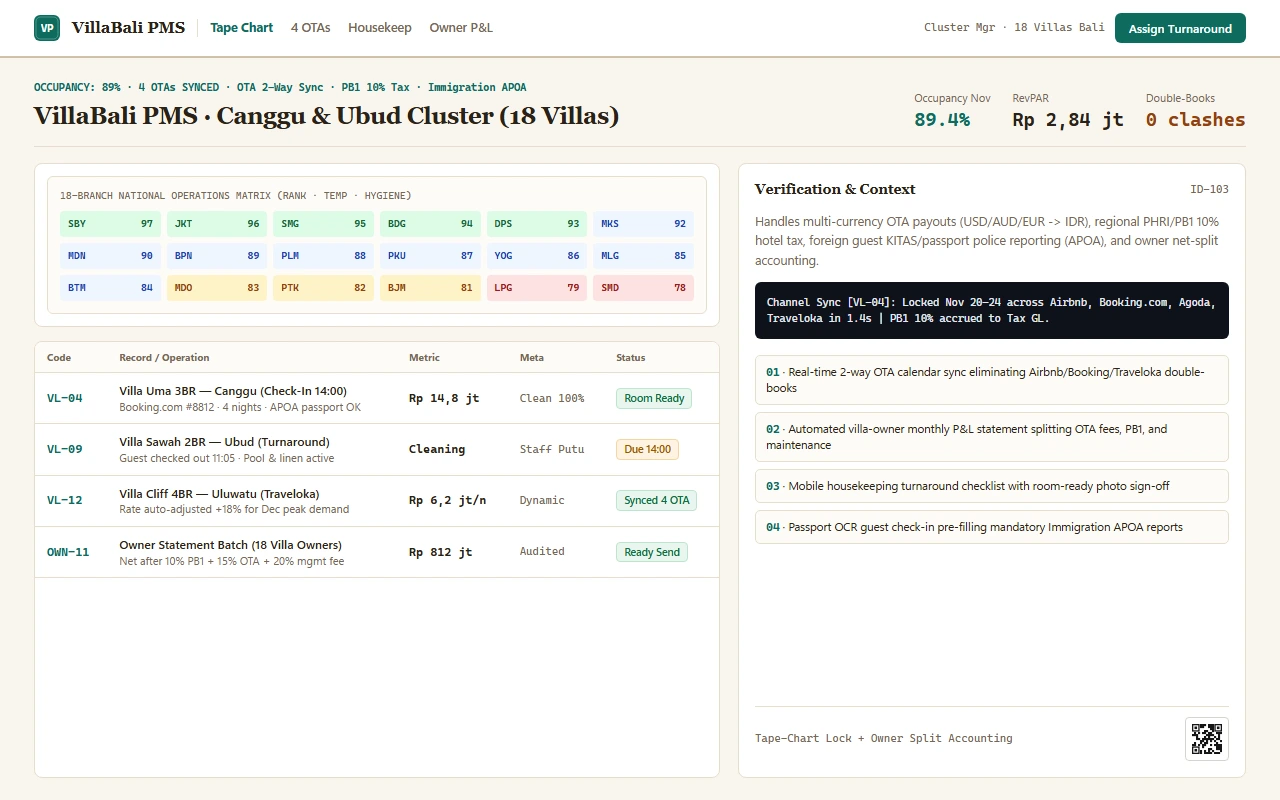 VP VillaBali PMS Tape Chart 4 OTAs Housekeep Owner P&L Cluster Mgr · 18 Villas Bali Assign Turnaround
OCCUPANCY: 89% · 4 OTAs SYNCED · OTA 2-Way Sync · PB1 10% Tax · Immigration APOA
VillaBali PMS · Canggu & Ubud Cluster (18 Villas)
Occupancy Nov RevPAR Double-Books
89.4% Rp 2,84 jt 0 clashes
18-BRANCH NATIONAL OPERATIONS MATRIX (RANK · TEMP · HYGIENE)
SBY 97 JKT 96 SMG 95 BDG 94 DPS 93 MKS 92
MDN 90 BPN 89 PLM 88 PKU 87 YOG 86 MLG 85
BTM 84 MDO 83 PTK 82 BJM 81 LPG 79 SMD 78
Code Record / Operation Metric Meta Status
VL-04 Villa Uma 3BR — Canggu (Check-In 14:00) Rp 14,8 jt Clean 100% Room Ready
Booking.com #8812 · 4 nights · APOA passport OK
VL-09 Villa Sawah 2BR — Ubud (Turnaround) Cleaning Staff Putu Due 14:00
Guest checked out 11:05 · Pool & linen active
VL-12 Villa Cliff 4BR — Uluwatu (Traveloka) Rp 6,2 jt/n Dynamic Synced 4 OTA
Rate auto-adjusted +18% for Dec peak demand
OWN-11 Owner Statement Batch (18 Villa Owners) Rp 812 jt Audited Ready Send
Net after 10% PB1 + 15% OTA + 20% mgmt fee
Verification & Context ID-103
Handles multi-currency OTA payouts (USD/AUD/EUR -> IDR), regional PHRI/PB1 10%
hotel tax, foreign guest KITAS/passport police reporting (APOA), and owner net-split
accounting.
Channel Sync [VL-04]: Locked Nov 20-24 across Airbnb, Booking.com, Agoda,
Traveloka in 1.4s | PB1 10% accrued to Tax GL.
01 · Real-time 2-way OTA calendar sync eliminating Airbnb/Booking/Traveloka double-
books
02 · Automated villa-owner monthly P&L statement splitting OTA fees, PB1, and
maintenance
03 · Mobile housekeeping turnaround checklist with room-ready photo sign-off
04 · Passport OCR guest check-in pre-filling mandatory Immigration APOA reports
Tape-Chart Lock + Owner Split Accounting